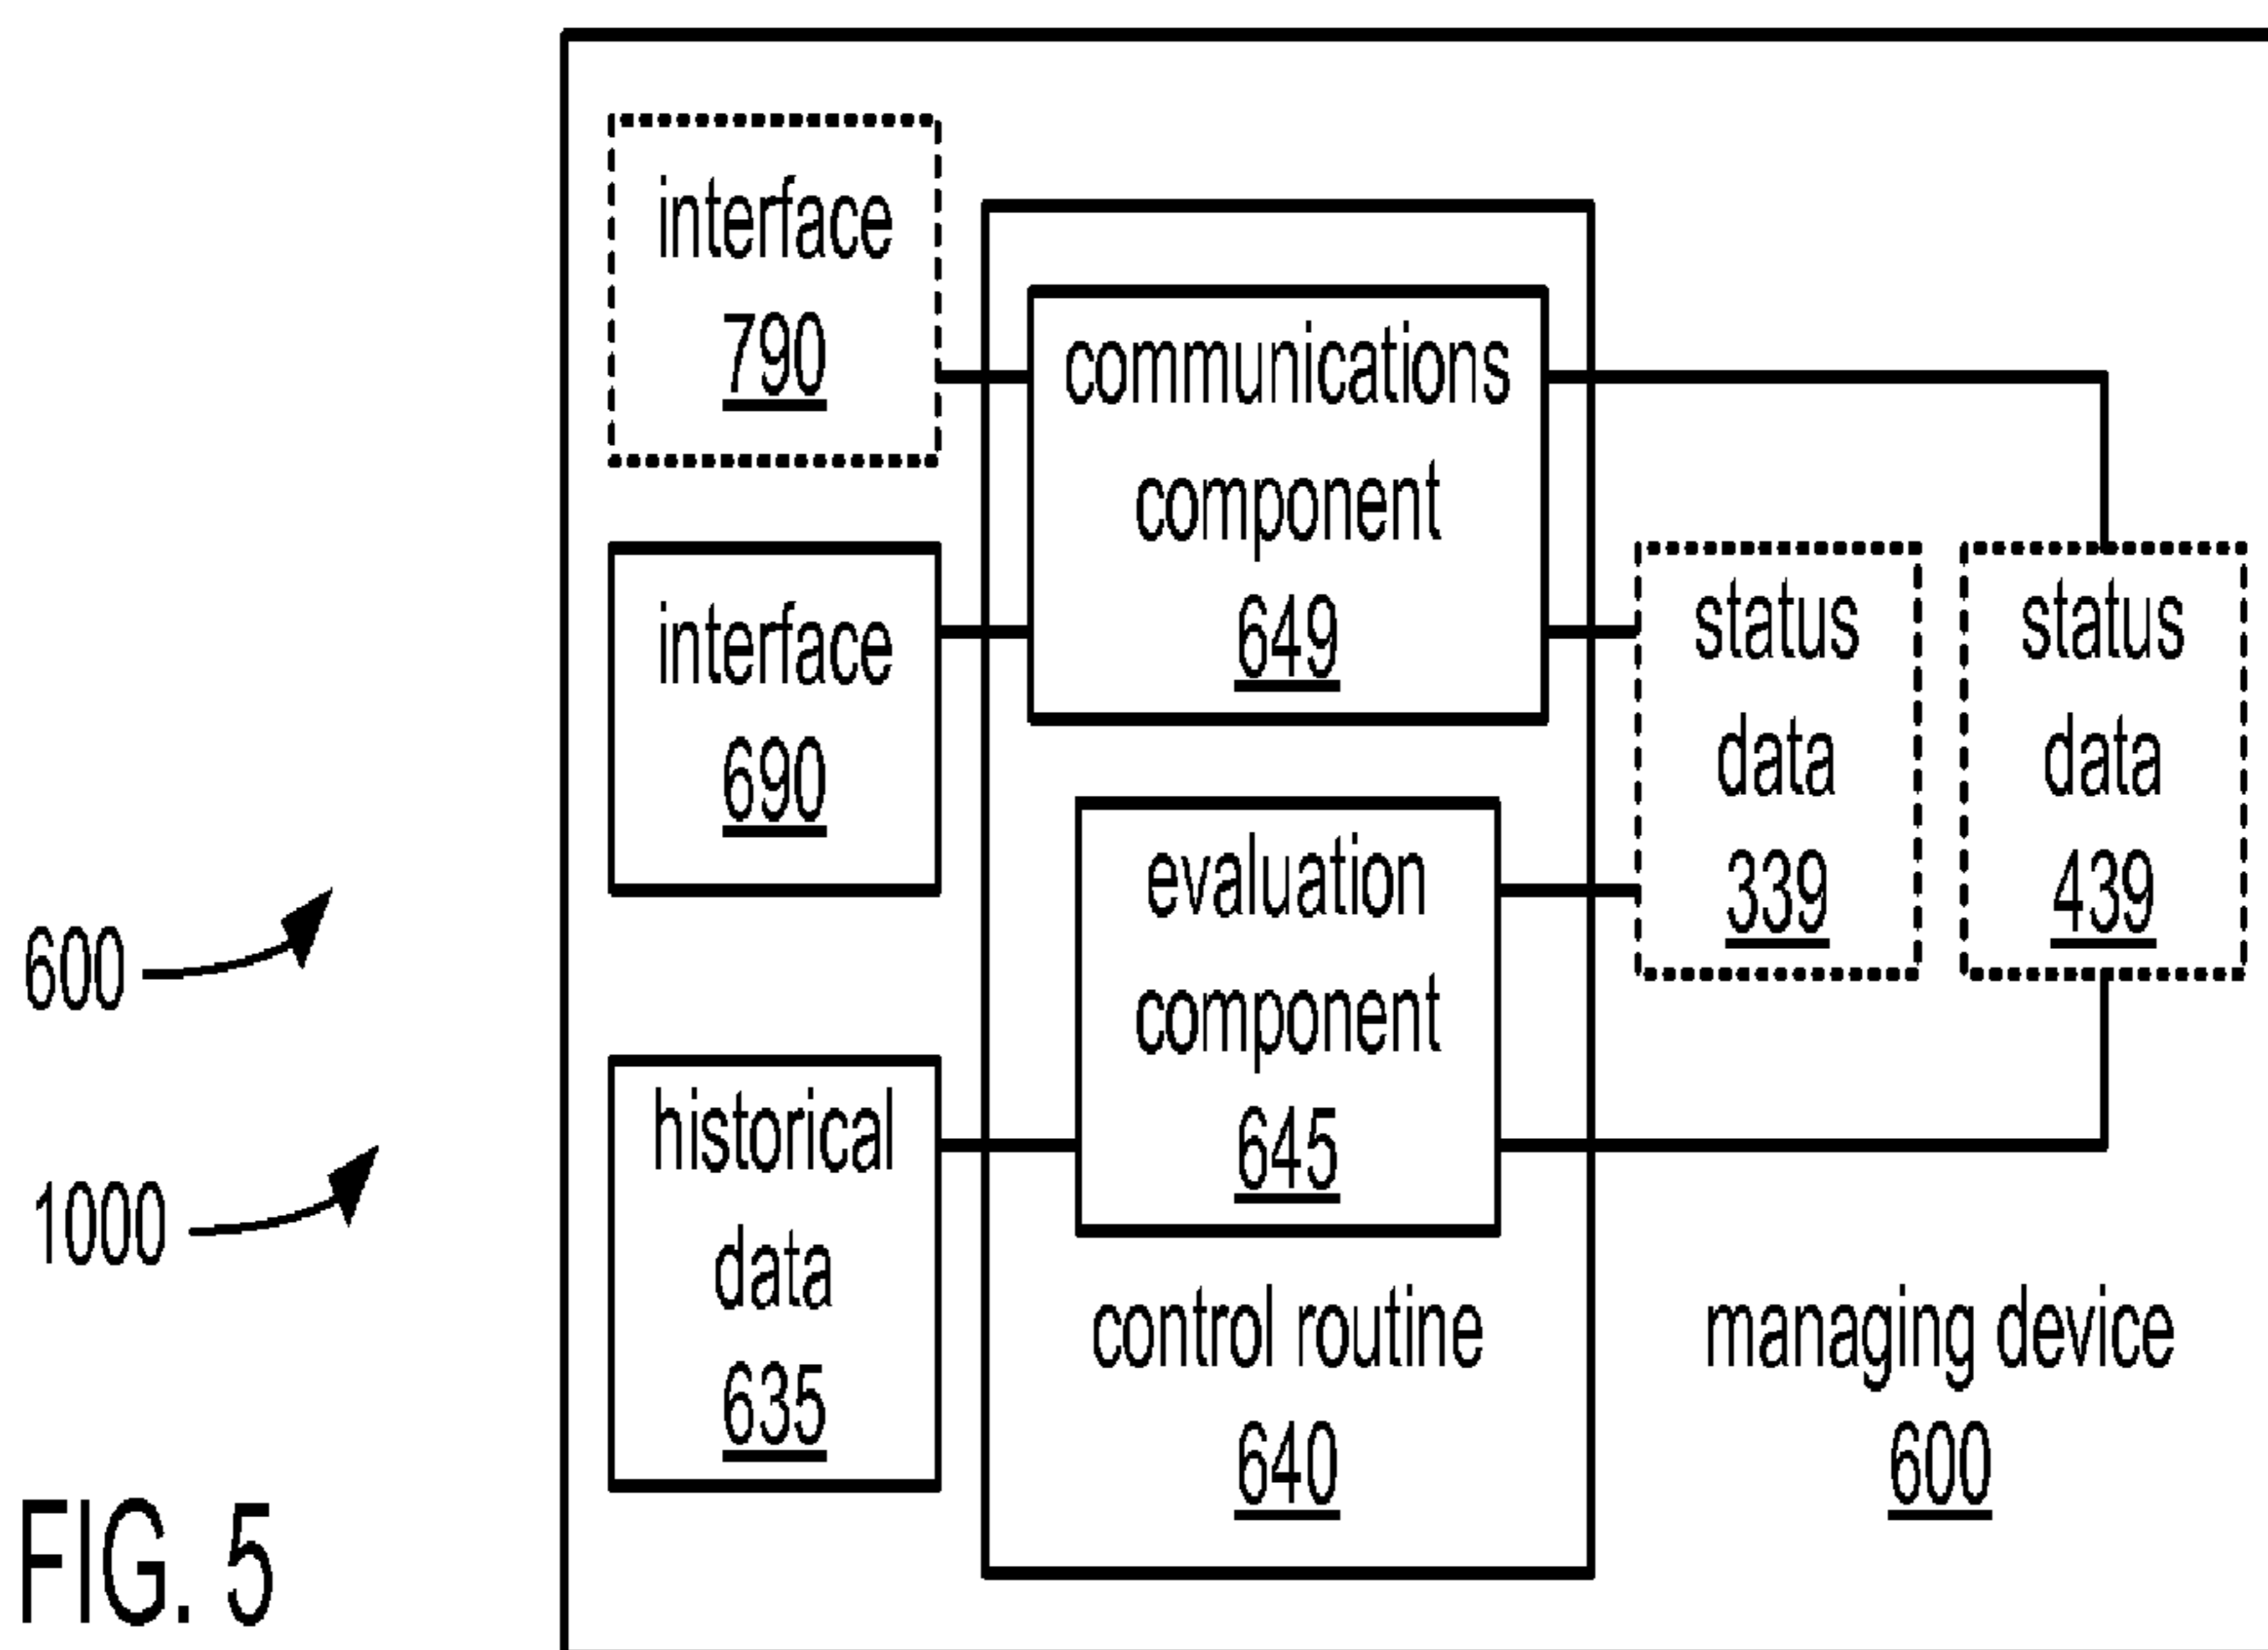 interface
790
communications
component
649
interface
690
status
data
339
status
data
439
evaluation
component
645
600
1000
historical
data
635
control routine
640
managing device
600
FIG. 5